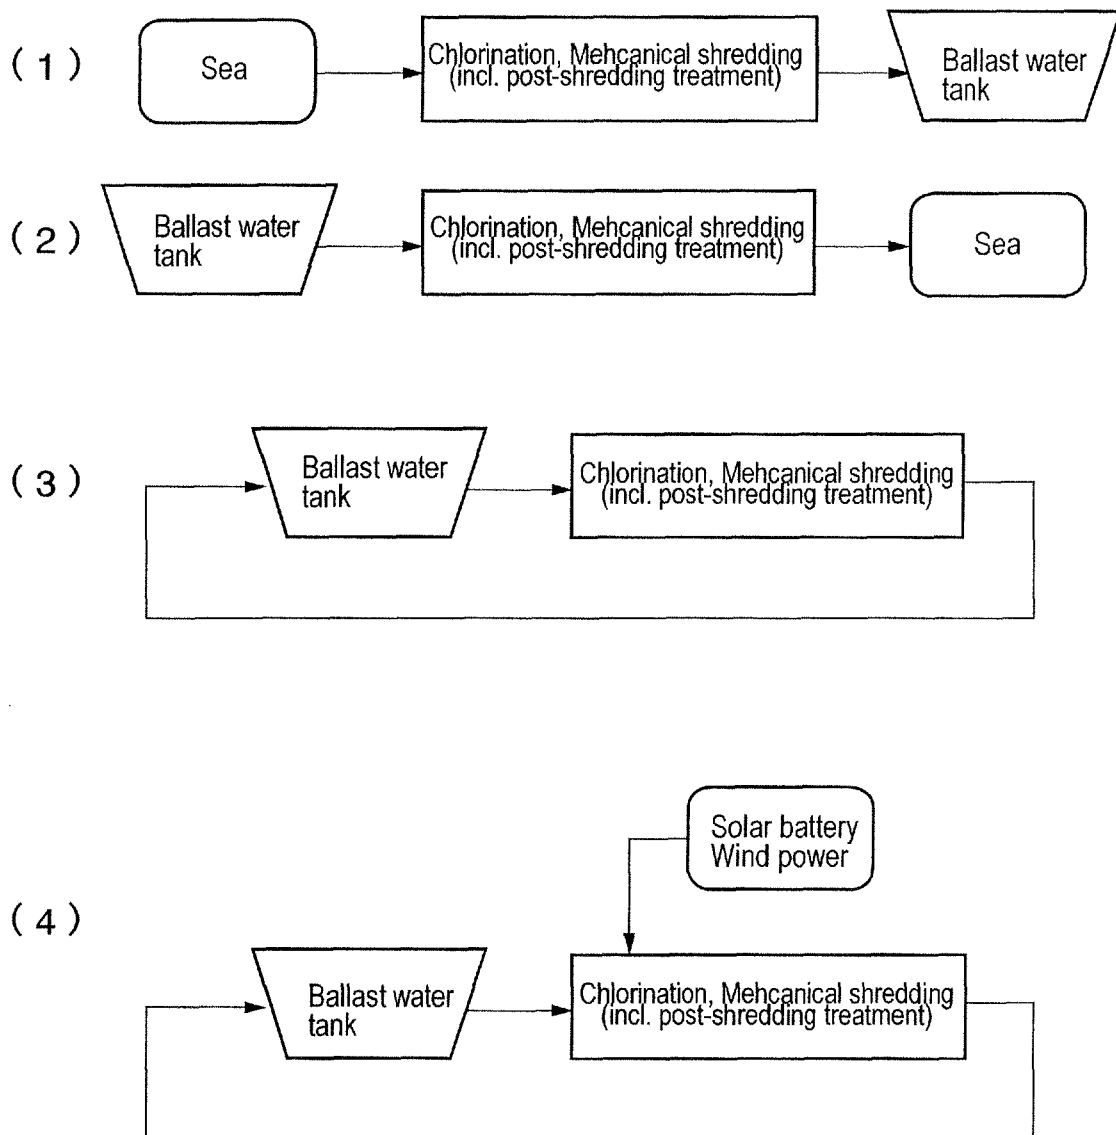 (1)
Sea
Chlorination, Mehcanical shredding
(incl. post-shredding treatment)
Ballast water
tank
(2)
Ballast water
tank
Chlorination, Mehcanical shredding
(incl. post-shredding treatment)
Sea
(3)
Ballast water
tank
Chlorination, Mehcanical shredding
(incl. post-shredding treatment)
Solar battery
Wind power
(4)
Ballast water
tank
Chlorination, Mehcanical shredding
(incl. post-shredding treatment)